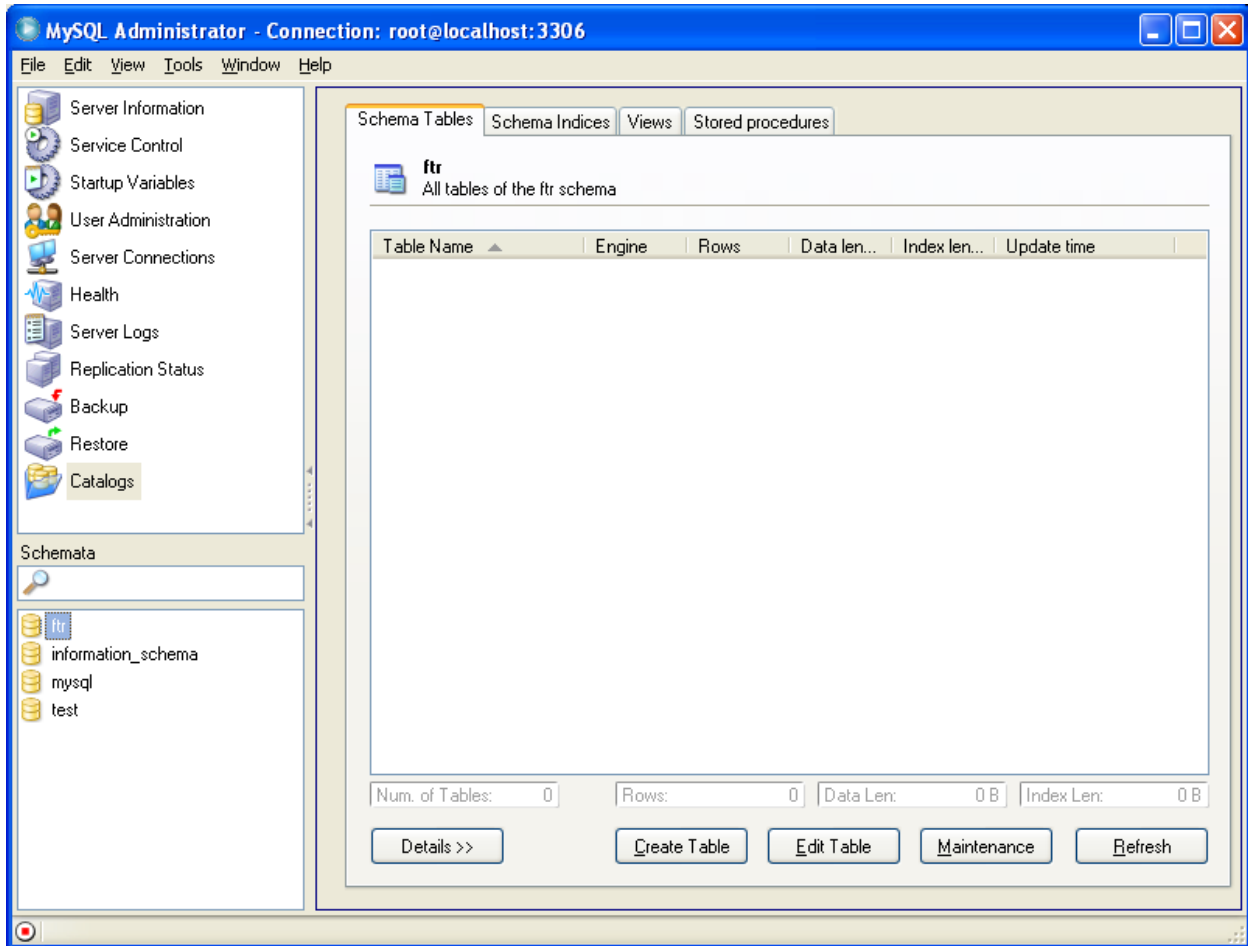 MySQL Administrator - Connection: root@localhost:3306
File Edit View Tools Window Help
Server Information
Service Control
Startup Variables
User Administration
Server Connections
Health
Server Logs
Replication Status
Backup
Restore
Catalogs
Schemata
ftr
information_schema
mysql
test
Schema Tables Schema Indices Views Stored procedures
ftr
All tables of the ftr schema
Table Name Engine Rows Data len... Index len... Update time
Num. of Tables: 0 Rows: 0 Data Len: 0 B Index Len: 0 B
Details >> Create Table Edit Table Maintenance Refresh